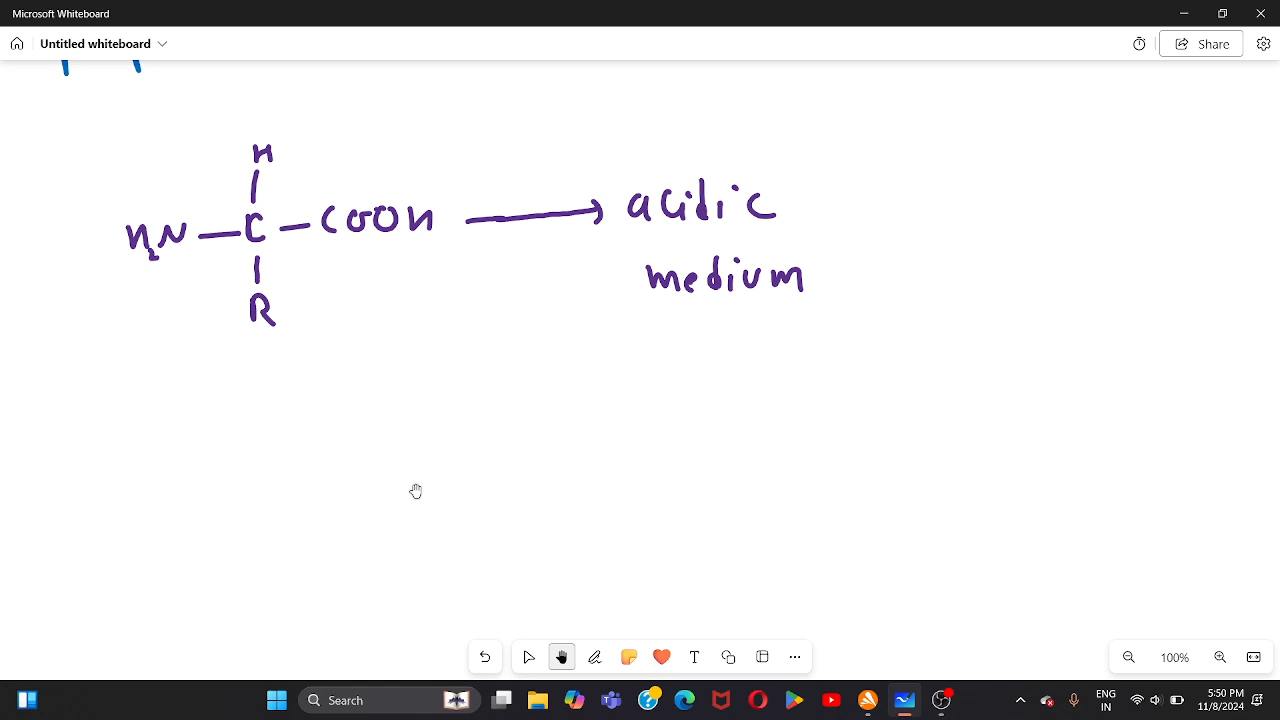 Microsoft Whiteboard
Untitled whiteboard
Share
H
H₂N — C — COOH → acidic
medium
R
100%
Search
ENG
IN
5:50 PM
11/8/2024